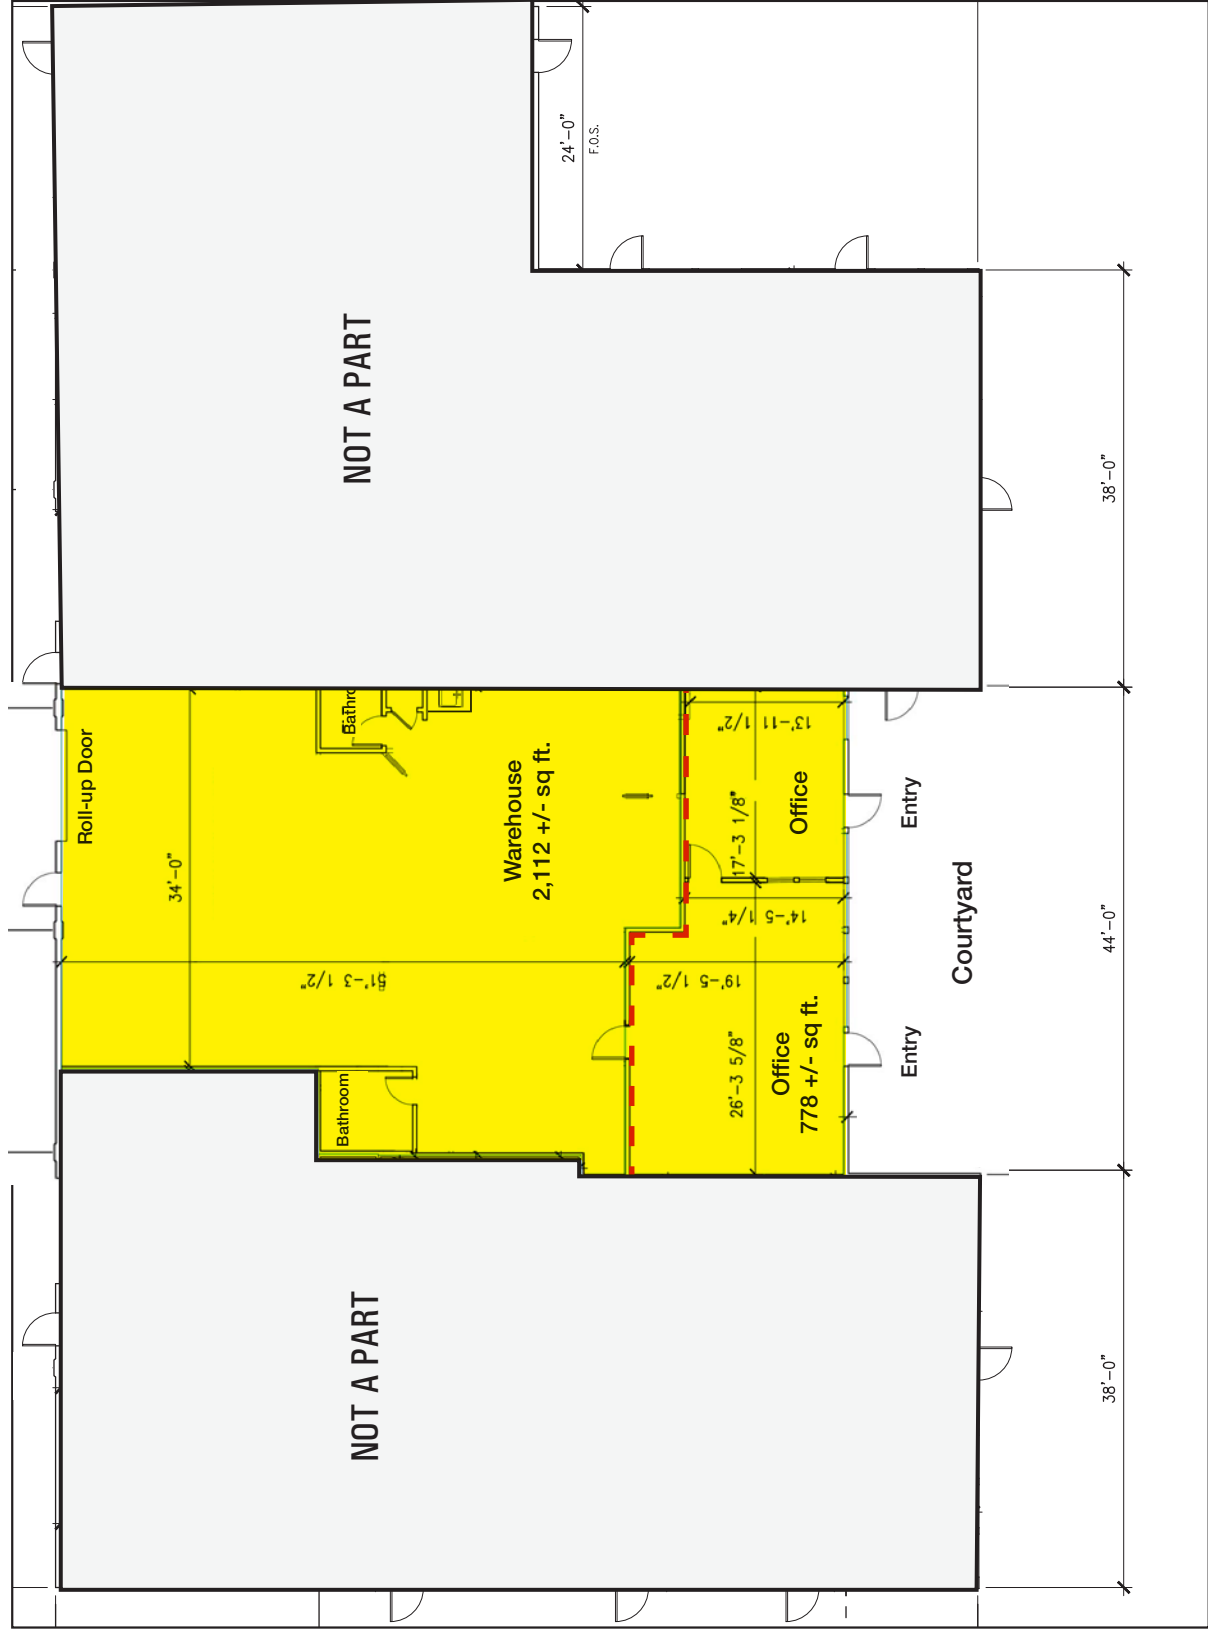 24'-0"
F.O.S.
NOT A PART
38'-0"
Roll-up Door
34'-0"
Bathro
Warehouse
2,112 +/- sq ft.
51'-3 1/2"
13'-11 1/2"
17'-3 1/8"
Office
14'-5 1/4"
19'-5 1/2"
26'-3 5/8"
Office
778 +/- sq ft.
Bathroom
Entry
Entry
Courtyard
44'-0"
NOT A PART
38'-0"